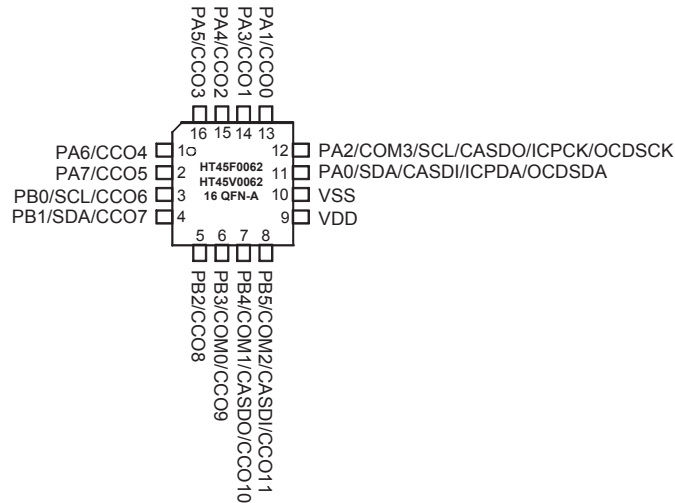 PA5/CCO3
PA4/CCO2
PA3/CCO1
PA1/CCO0
16 15 14 13
PA6/CCO4 1
PA7/CCO5 2
PB0/SCL/CCO6 3
PB1/SDA/CCO7 4
HT45F0062
HT45V0062
16 QFN-A
12 PA2/COM3/SCL/CASDO/ICPCK/OCDSCK
11 PA0/SDA/CASDI/ICPDA/OCDSDA
10 VSS
9 VDD
5 6 7 8
PB2/CCO8
PB3/COM0/CCO9
PB4/COM1/CASDO/CCO10
PB5/COM2/CASDI/CCO11